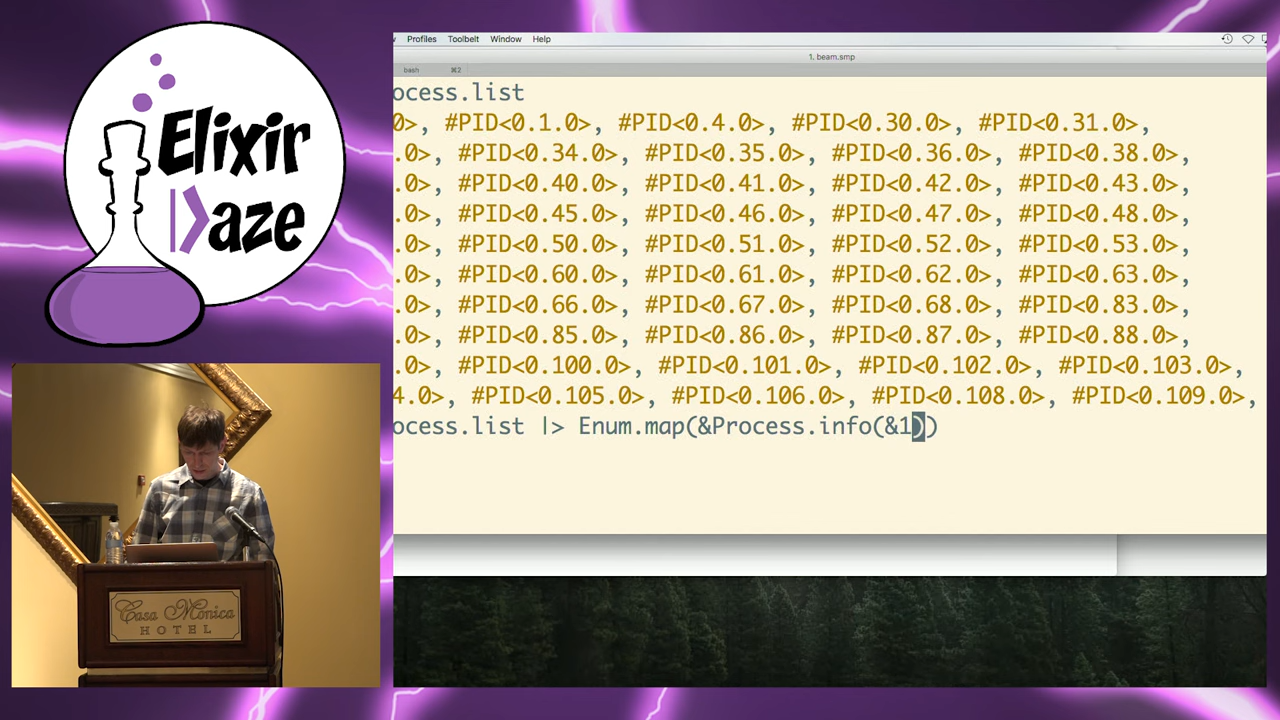 Elixir
Daze
Profiles Toolbelt Window Help
1. beam.smp
bash ⌘2
ocess.list
0>, #PID<0.1.0>, #PID<0.4.0>, #PID<0.30.0>, #PID<0.31.0>,
.0>, #PID<0.34.0>, #PID<0.35.0>, #PID<0.36.0>, #PID<0.38.0>,
.0>, #PID<0.40.0>, #PID<0.41.0>, #PID<0.42.0>, #PID<0.43.0>,
.0>, #PID<0.45.0>, #PID<0.46.0>, #PID<0.47.0>, #PID<0.48.0>,
.0>, #PID<0.50.0>, #PID<0.51.0>, #PID<0.52.0>, #PID<0.53.0>,
.0>, #PID<0.60.0>, #PID<0.61.0>, #PID<0.62.0>, #PID<0.63.0>,
.0>, #PID<0.66.0>, #PID<0.67.0>, #PID<0.68.0>, #PID<0.83.0>,
.0>, #PID<0.85.0>, #PID<0.86.0>, #PID<0.87.0>, #PID<0.88.0>,
.0>, #PID<0.100.0>, #PID<0.101.0>, #PID<0.102.0>, #PID<0.103.0>,
4.0>, #PID<0.105.0>, #PID<0.106.0>, #PID<0.108.0>, #PID<0.109.0>,
ocess.list |> Enum.map(&Process.info(&1))
Casa Monica
HOTEL